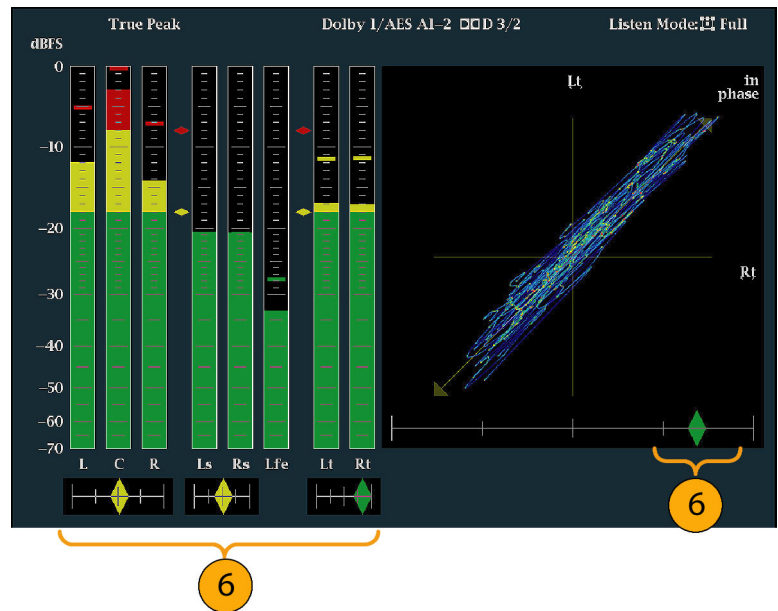 True Peak Dolby 1/AES A1–2 ▯▯D 3/2 Listen Mode: Full
dBFS
0
–10
–20
–30
–40
–50
–60
–70
L C R Ls Rs Lfe Lt Rt
Lt
in
phase
Rt
6
6